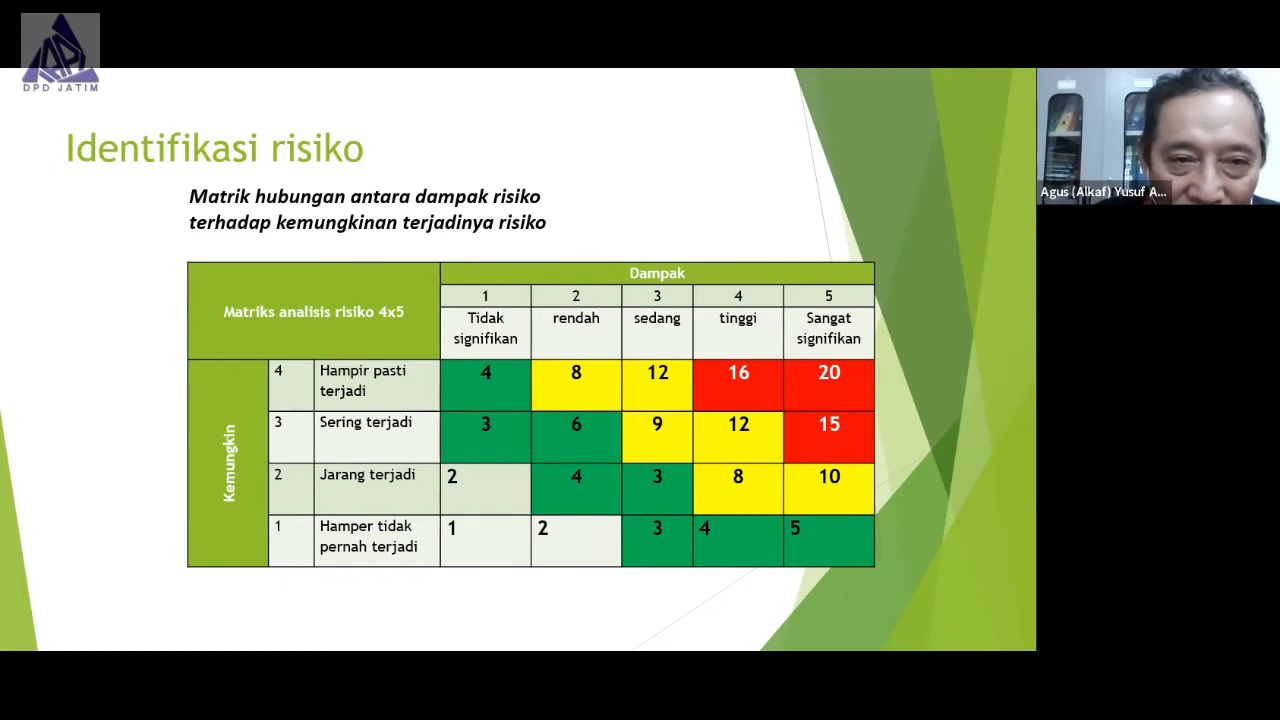 IAPI
DPD JATIM
Identifikasi risiko
Matrik hubungan antara dampak risiko
terhadap kemungkinan terjadinya risiko
Matriks analisis risiko 4x5
Dampak
1 2 3 4 5
Tidak signifikan rendah sedang tinggi Sangat signifikan
Kemungkin
4 Hampir pasti terjadi 4 8 12 16 20
3 Sering terjadi 3 6 9 12 15
2 Jarang terjadi 2 4 3 8 10
1 Hamper tidak pernah terjadi 1 2 3 4 5
Agus (Alkaf) Yusuf A...